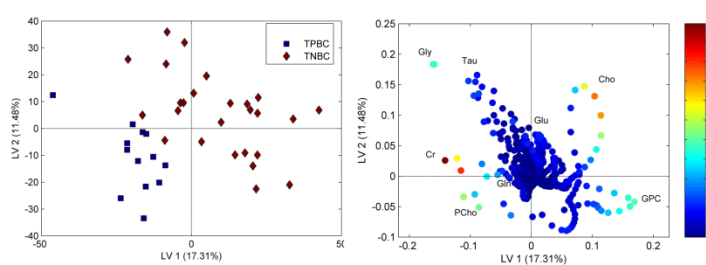 40
30
20
10
0
-10
-20
-30
-40
LV 2 (11.48%)
-50
0
50
LV 1 (17.31%)
TPBC
TNBC
0.25
0.2
0.15
0.1
0.05
0
-0.05
-0.1
LV 2 (11.48%)
-0.2
-0.1
0
0.1
0.2
LV 1 (17.31%)
Gly
Tau
Cho
Glu
Cr
Gln
PCho
GPC